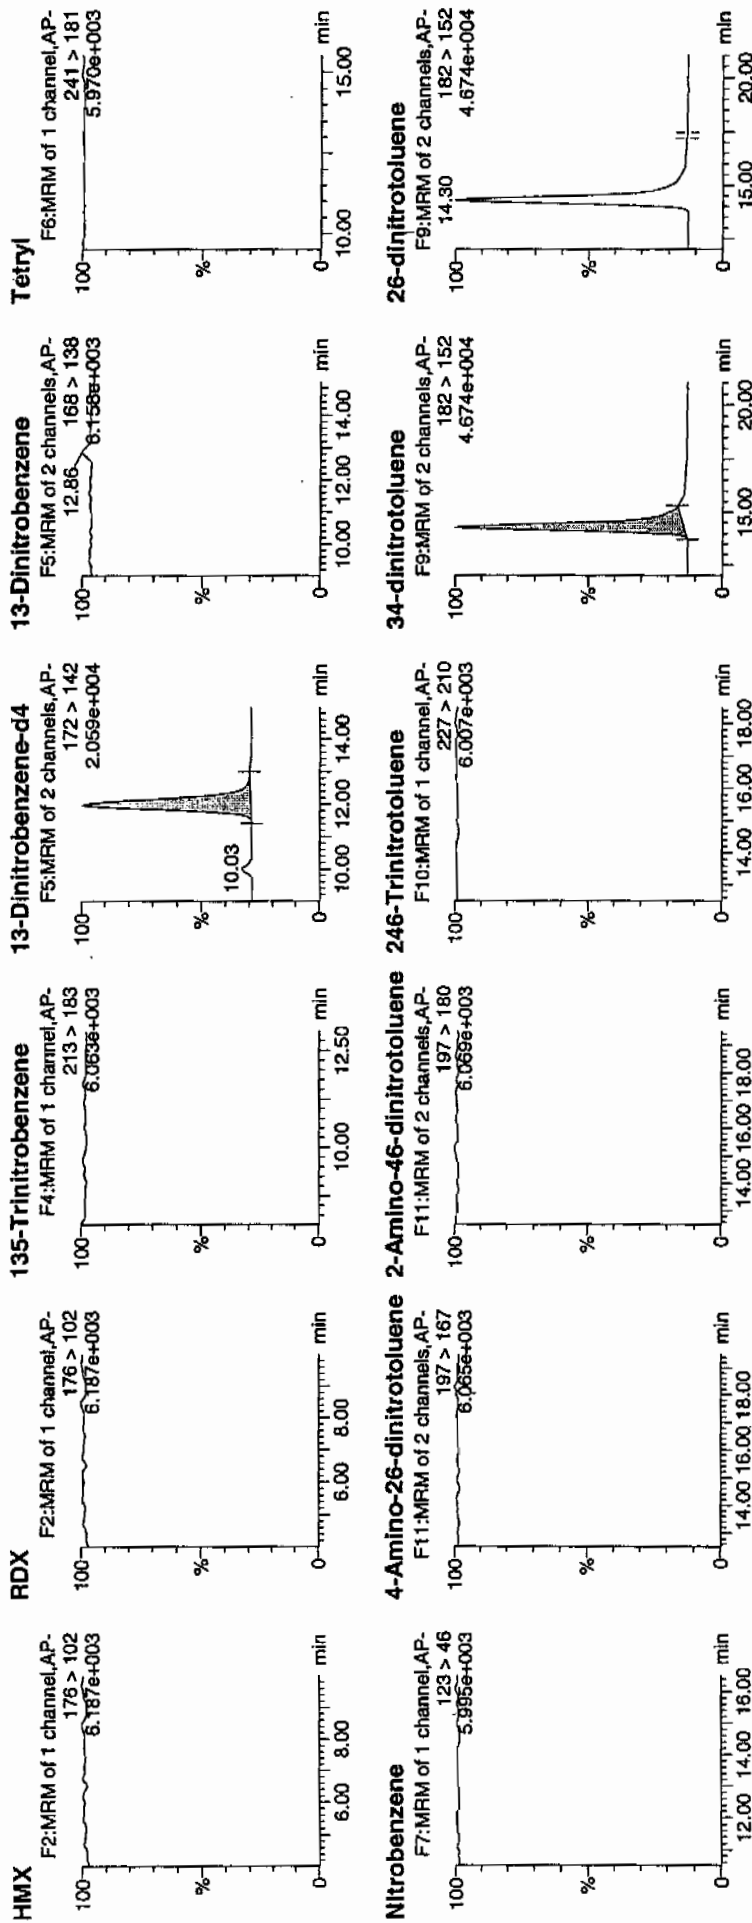 HMX
F2:MRM of 1 channel,AP-
176 > 102
6.187e+003
100
%
0
6.00 8.00 min
RDX
F2:MRM of 1 channel,AP-
176 > 102
6.187e+003
100
%
0
6.00 8.00 min
135-Trinitrobenzene
F4:MRM of 1 channel,AP-
213 > 183
6.063e+003
100
%
0
10.00 12.50 min
13-Dinitrobenzene-d4
F5:MRM of 2 channels,AP-
172 > 142
2.059e+004
10.03
100
%
0
10.00 12.00 14.00 min
13-Dinitrobenzene
F5:MRM of 2 channels,AP-
12.86 168 > 138
6.158e+003
100
%
0
10.00 12.00 14.00 min
Tetryl
F6:MRM of 1 channel,AP-
241 > 181
5.970e+003
100
%
0
10.00 15.00 min
Nitrobenzene
F7:MRM of 1 channel,AP-
123 > 46
5.995e+003
100
%
0
12.00 14.00 16.00 min
4-Amino-26-dinitrotoluene
F11:MRM of 2 channels,AP-
197 > 167
6.065e+003
100
%
0
14.00 16.00 18.00 min
2-Amino-46-dinitrotoluene
F11:MRM of 2 channels,AP-
197 > 180
6.069e+003
100
%
0
14.00 16.00 18.00 min
246-Trinitrotoluene
F10:MRM of 1 channel,AP-
227 > 210
6.007e+003
100
%
0
14.00 16.00 18.00 min
34-dinitrotoluene
F9:MRM of 2 channels,AP-
182 > 152
4.674e+004
100
%
0
15.00 20.00 min
26-dinitrotoluene
F9:MRM of 2 channels,AP-
14.30 182 > 152
4.674e+004
100
%
0
15.00 20.00 min